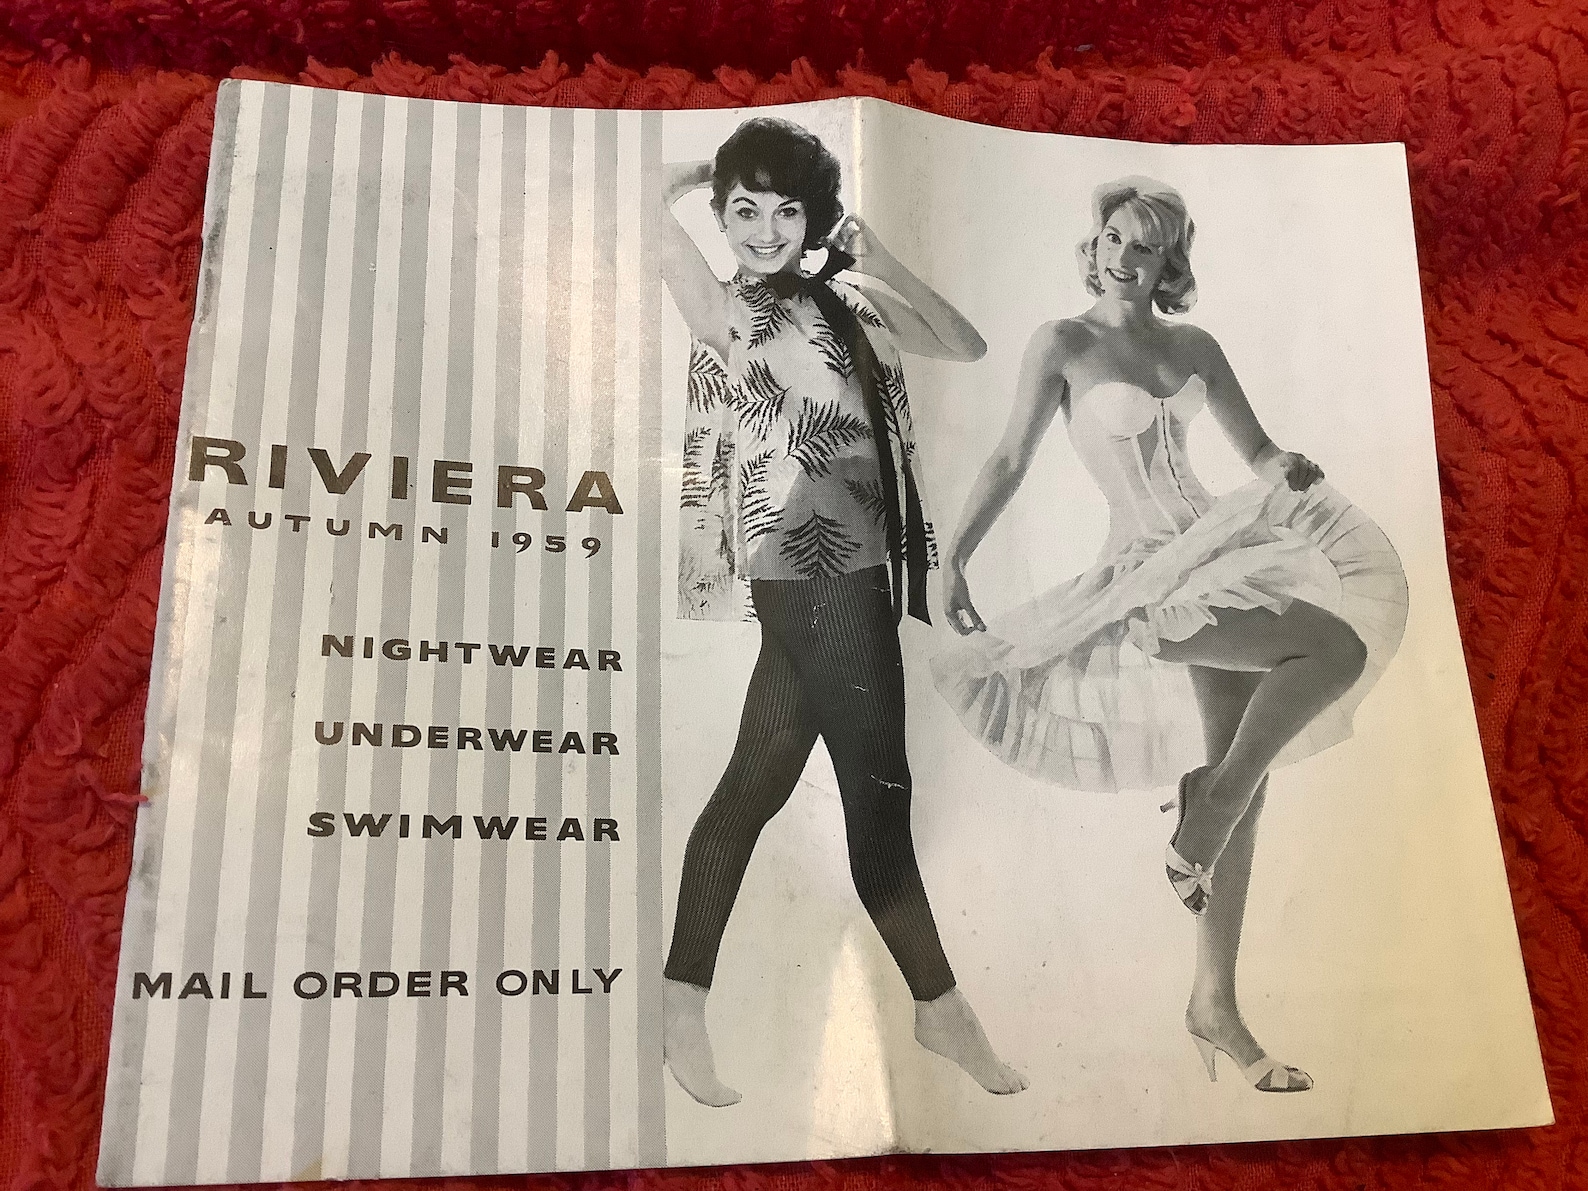 RIVIERA
AUTUMN 1959
NIGHTWEAR
UNDERWEAR
SWIMWEAR
MAIL ORDER ONLY